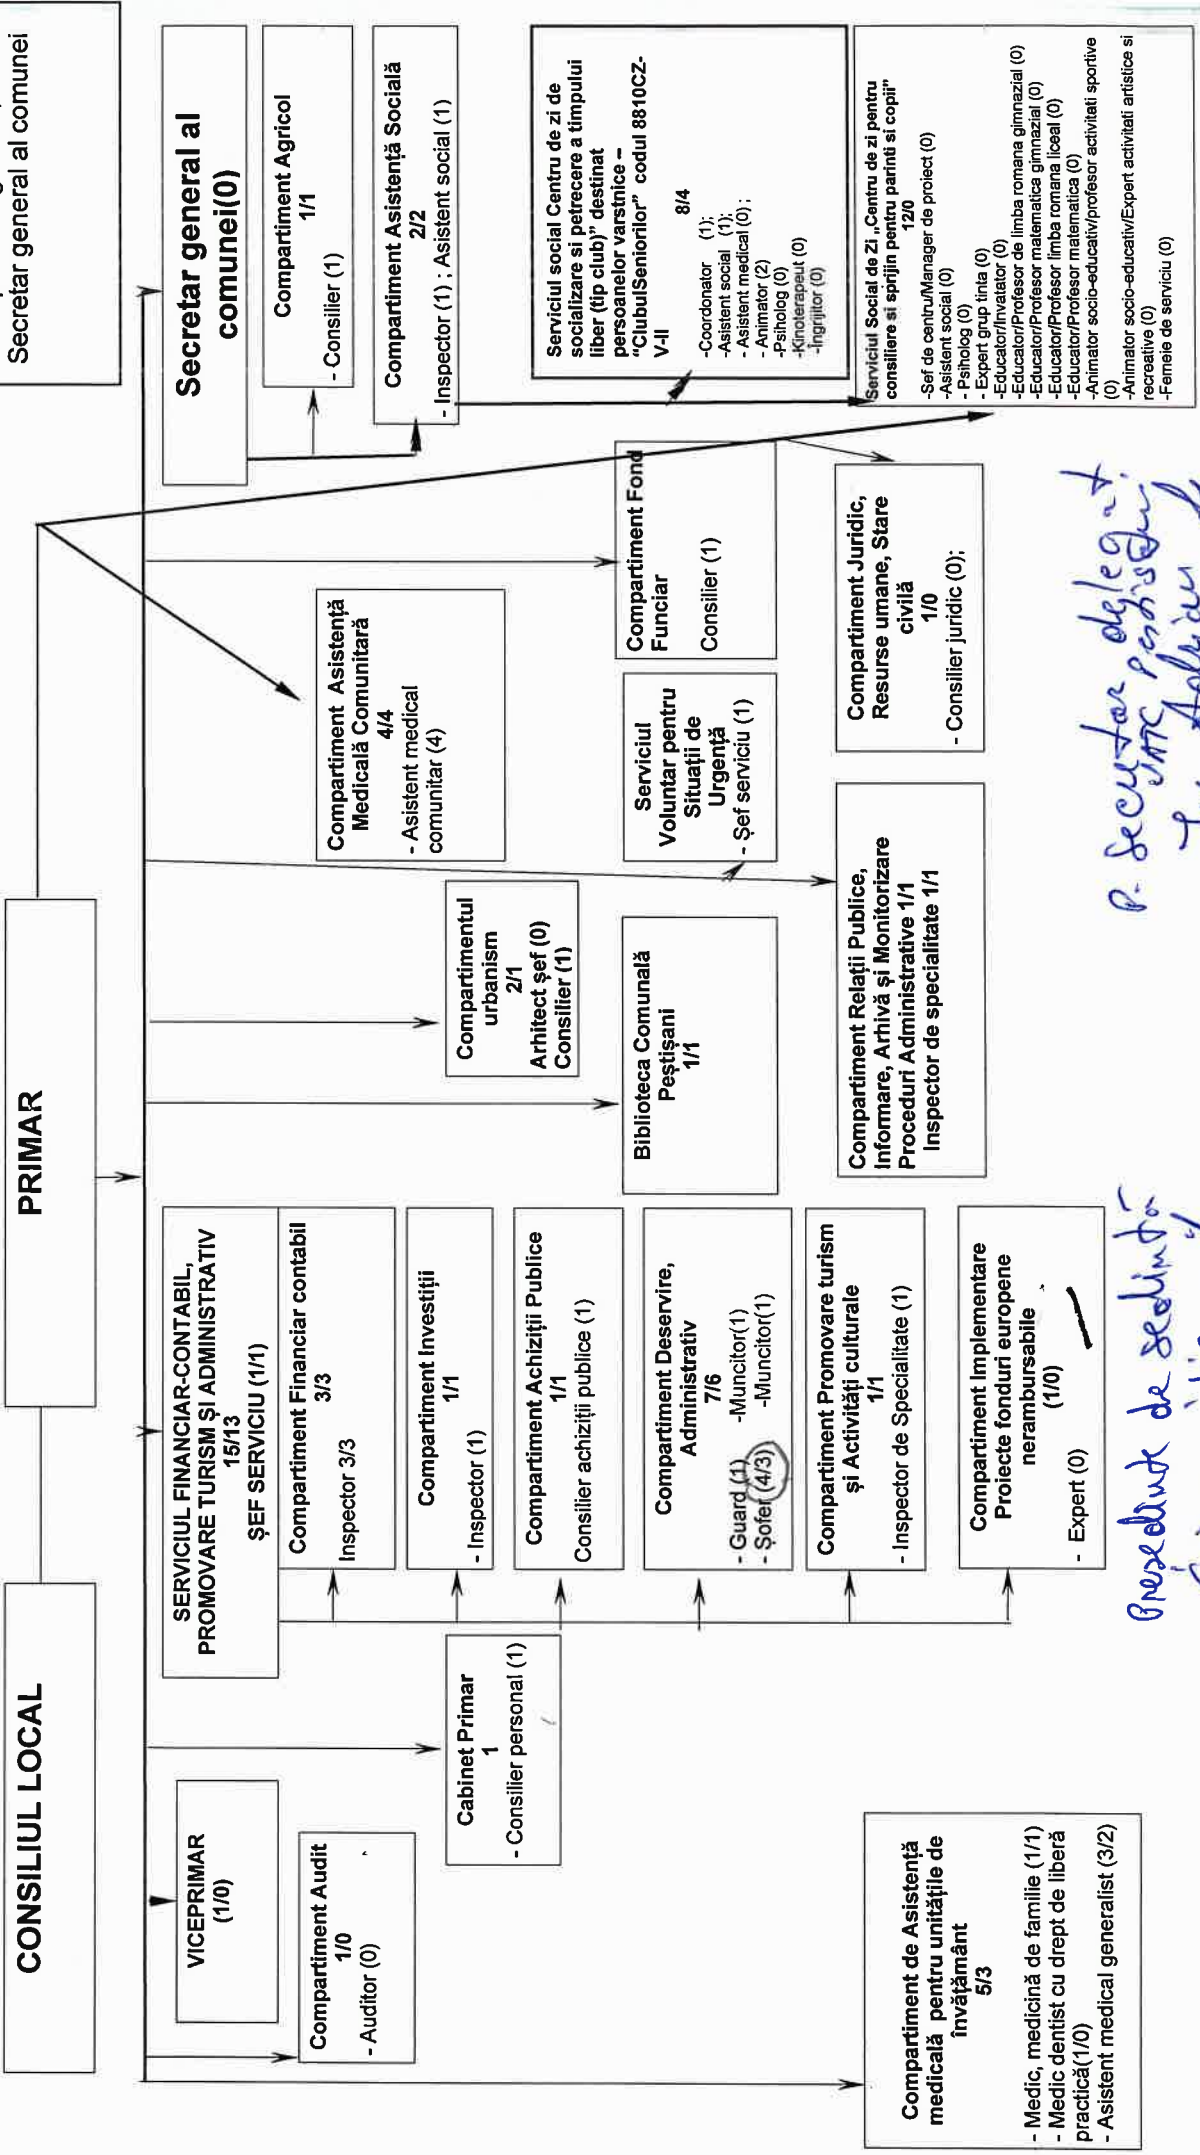 Secretar general al comunei
CONSILIUL LOCAL
PRIMAR
VICEPRIMAR
(1/0)
Compartiment Audit
1/0
- Auditor (0)
Cabinet Primar
1
- Consilier personal (1)
Compartiment de Asistență
medicală pentru unitățile de
învățământ
5/3
- Medic, medicină de familie (1/1)
- Medic dentist cu drept de liberă
practică(1/0)
- Asistent medical generalist (3/2)
SERVICIUL FINANCIAR-CONTABIL,
PROMOVARE TURISM ȘI ADMINISTRATIV
15/13
ȘEF SERVICIU (1/1)
Compartiment Financiar contabil
3/3
Inspector 3/3
Compartiment Investiții
1/1
- Inspector (1)
Compartiment Achiziții Publice
1/1
Consilier achiziții publice (1)
Compartiment Deservire,
Administrativ
7/6
- Guard (1) -Muncitor(1)
- Șofer (4/3) -Muncitor(1)
Compartiment Promovare turism
și Activități culturale
1/1
- Inspector de Specialitate (1)
Compartiment Implementare
Proiecte fonduri europene
nerambursabile
(1/0)
- Expert (0)
Compartimentul
urbanism
2/1
Arhitect șef (0)
Consilier (1)
Biblioteca Comunală
Peștișani
1/1
Compartiment Relații Publice,
Informare, Arhivă și Monitorizare
Proceduri Administrative 1/1
Inspector de specialitate 1/1
Compartiment Asistență
Medicală Comunitară
4/4
- Asistent medical
comunitar (4)
Serviciul
Voluntar pentru
Situații de
Urgență
- Șef serviciu (1)
Compartiment Fond
Funciar
Consilier (1)
Compartiment Juridic,
Resurse umane, Stare
civilă
1/0
- Consilier juridic (0);
Secretar general al
comunei(0)
Compartiment Agricol
1/1
- Consilier (1)
Compartiment Asistență Socială
2/2
- Inspector (1) ; Asistent social (1)
Serviciul social Centru de zi de
socializare si petrecere a timpului
liber (tip club)" destinat
persoanelor varstnice –
"ClubulSeniorilor" codul 8810CZ-
V-II
8/4
-Coordonator (1);
-Asistent social (1);
- Asistent medical (0) ;
- Animator (2)
-Psiholog (0)
-Kinoterapeut (0)
-Îngrijitor (0)
Serviciul Social de Zi „Centru de zi pentru
consiliere si sprijin pentru parinti si copii"
12/0
-Sef de centru/Manager de proiect (0)
-Asistent social (0)
- Psiholog (0)
- Expert grup tinta (0)
-Educator/Invatator (0)
-Educator/Profesor de limba romana gimnazial (0)
-Educator/Profesor matematica gimnazial (0)
-Educator/Profesor limba romana liceal (0)
-Educator/Profesor matematica (0)
-Animator socio-educativ/profesor activitati sportive
(0)
-Animator socio-educativ/Expert activitati artistice si
recreative (0)
-Femeie de serviciu (0)
Președinte de ședință
P. Secretar delegat